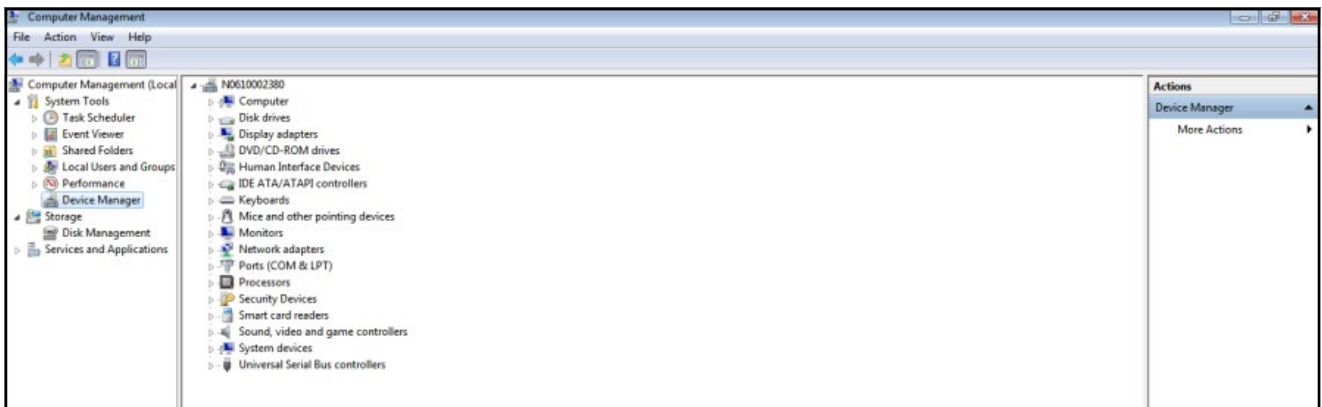 Computer Management
File Action View Help
Computer Management (Local
System Tools
Task Scheduler
Event Viewer
Shared Folders
Local Users and Groups
Performance
Device Manager
Storage
Disk Management
Services and Applications
N0610002380
Computer
Disk drives
Display adapters
DVD/CD-ROM drives
Human Interface Devices
IDE ATA/ATAPI controllers
Keyboards
Mice and other pointing devices
Monitors
Network adapters
Ports (COM & LPT)
Processors
Security Devices
Smart card readers
Sound, video and game controllers
System devices
Universal Serial Bus controllers
Actions
Device Manager
More Actions